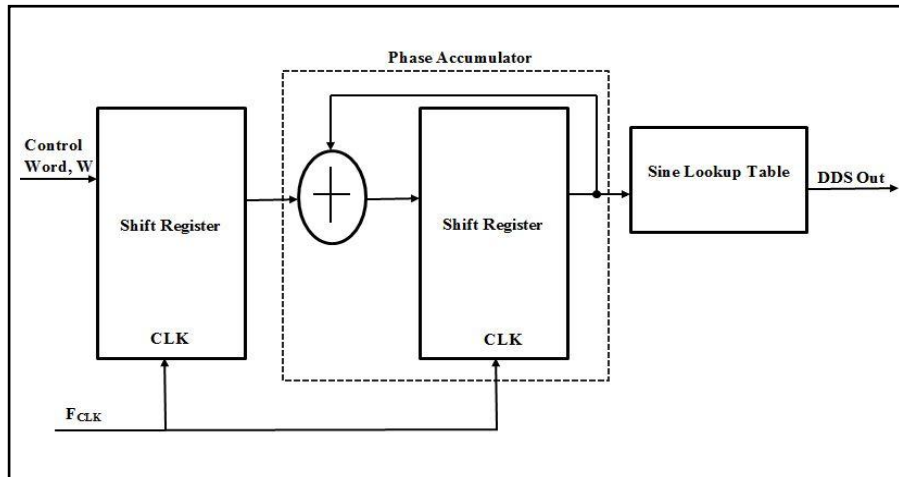 Phase Accumulator
Control
Word, W
Shift Register
CLK
Shift Register
CLK
Sine Lookup Table
DDS Out
FCLK